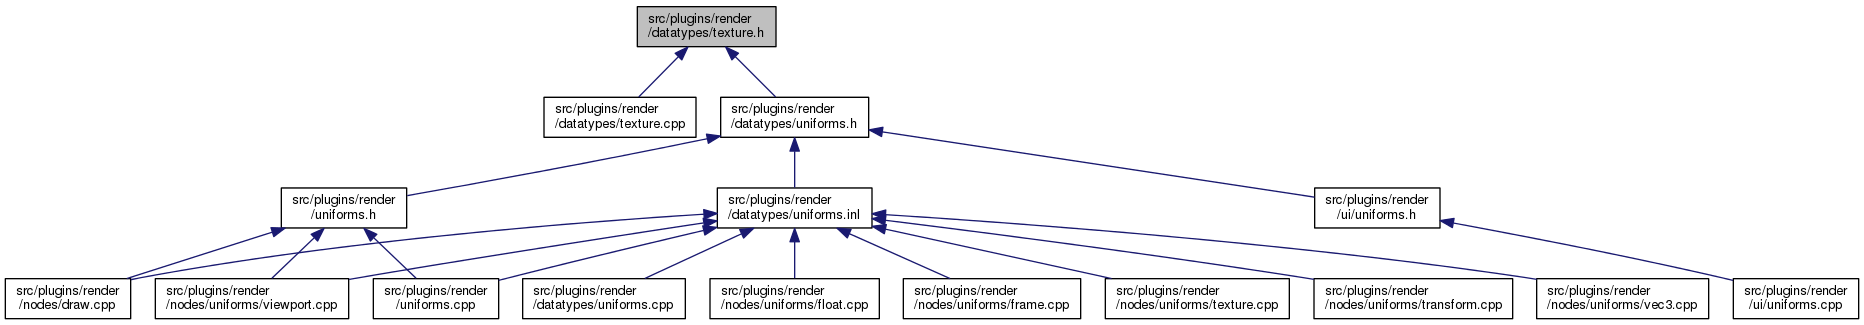 src/plugins/render
/datatypes/texture.h
src/plugins/render
/datatypes/texture.cpp
src/plugins/render
/datatypes/uniforms.h
src/plugins/render
/uniforms.h
src/plugins/render
/datatypes/uniforms.inl
src/plugins/render
/ui/uniforms.h
src/plugins/render
/nodes/draw.cpp
src/plugins/render
/nodes/uniforms/viewport.cpp
src/plugins/render
/uniforms.cpp
src/plugins/render
/datatypes/uniforms.cpp
src/plugins/render
/nodes/uniforms/float.cpp
src/plugins/render
/nodes/uniforms/frame.cpp
src/plugins/render
/nodes/uniforms/texture.cpp
src/plugins/render
/nodes/uniforms/transform.cpp
src/plugins/render
/nodes/uniforms/vec3.cpp
src/plugins/render
/ui/uniforms.cpp